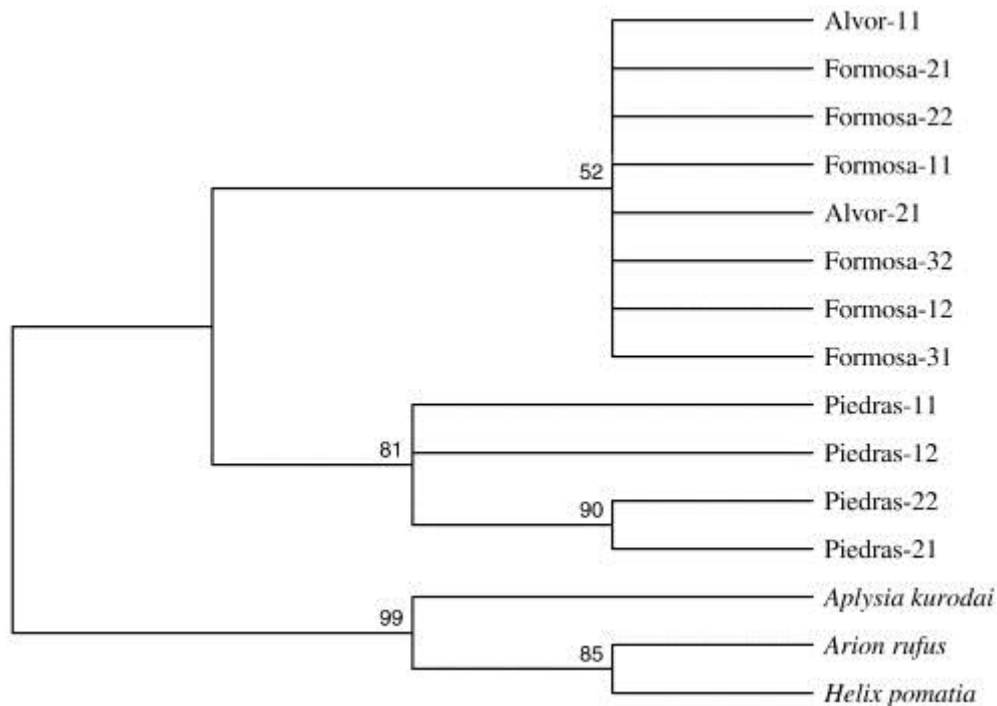 Alvor-11
Formosa-21
Formosa-22
52
Formosa-11
Alvor-21
Formosa-32
Formosa-12
Formosa-31
Piedras-11
81
Piedras-12
90
Piedras-22
Piedras-21
Aplysia kurodai
99
85
Arion rufus
Helix pomatia